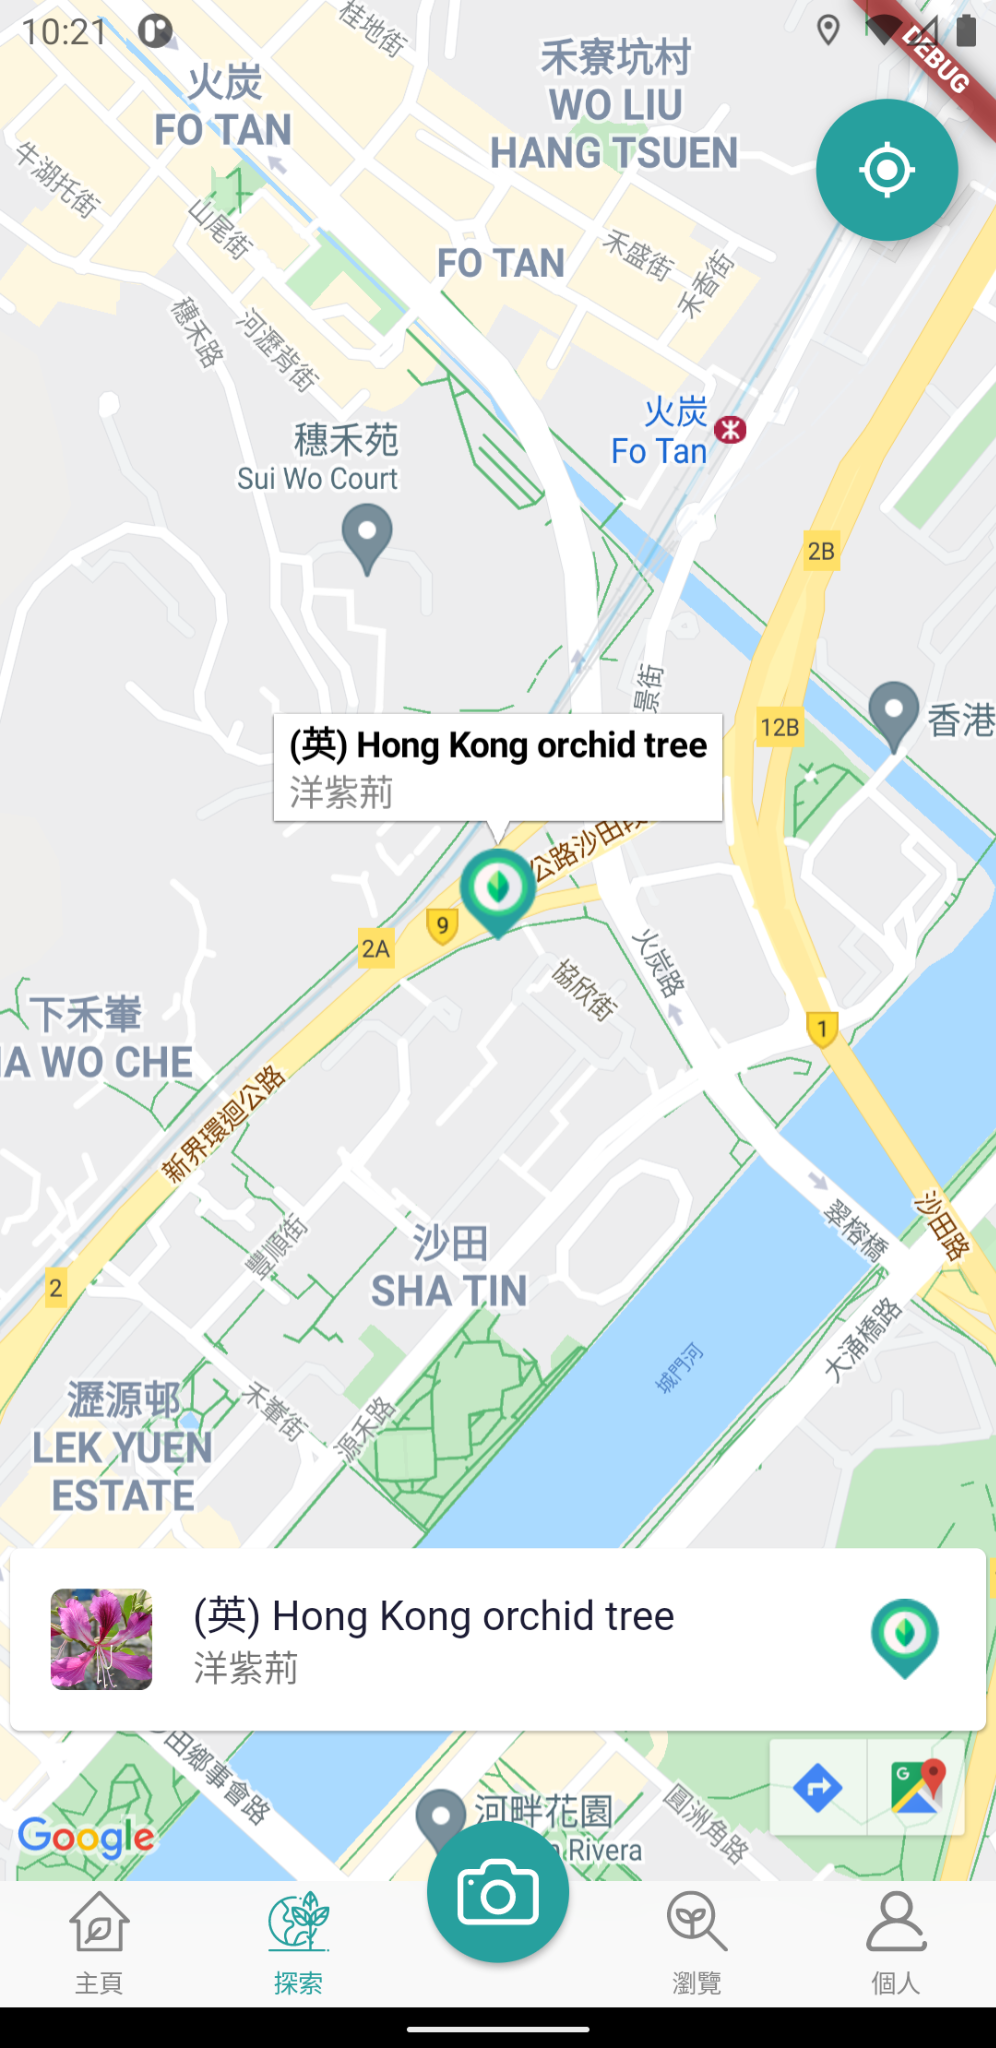 10:21
DEBUG
桂地街
火炭
FO TAN
禾寮坑村
WO LIU
HANG TSUEN
牛湖托街
山尾街
FO TAN
禾盛街
禾香街
穗禾路
河瀝背街
火炭
Fo Tan
穗禾苑
Sui Wo Court
2B
景街
12B
香港
(英) Hong Kong orchid tree
洋紫荊
公路沙田段
9
2A
火炭路
協欣街
下禾輋
HA WO CHE
1
新界環迴公路
沙田路
翠榕橋
豐順街
沙田
SHA TIN
2
大涌橋路
城門河
瀝源邨
LEK YUEN
ESTATE
禾輋街
源禾路
(英) Hong Kong orchid tree
洋紫荊
沙田鄉事會路
圓洲角路
河畔花園
Rivera
Google
G
主頁
探索
瀏覽
個人